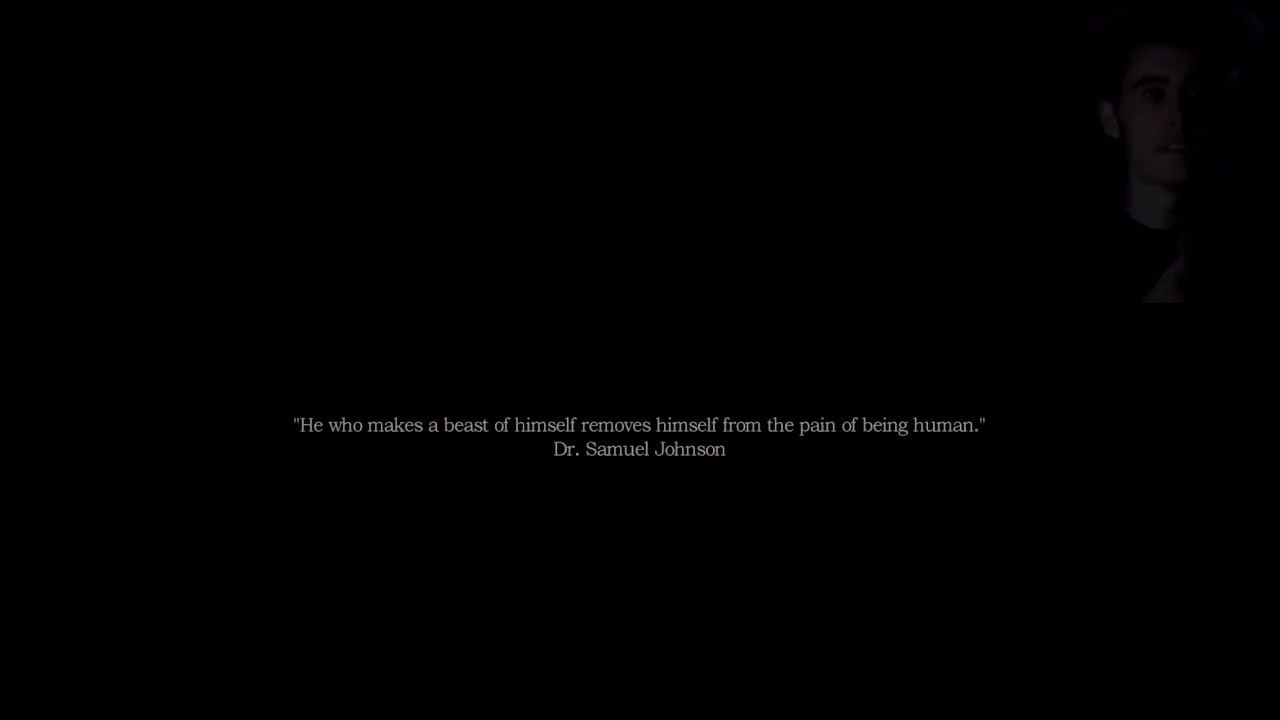 "He who makes a beast of himself removes himself from the pain of being human."
Dr. Samuel Johnson